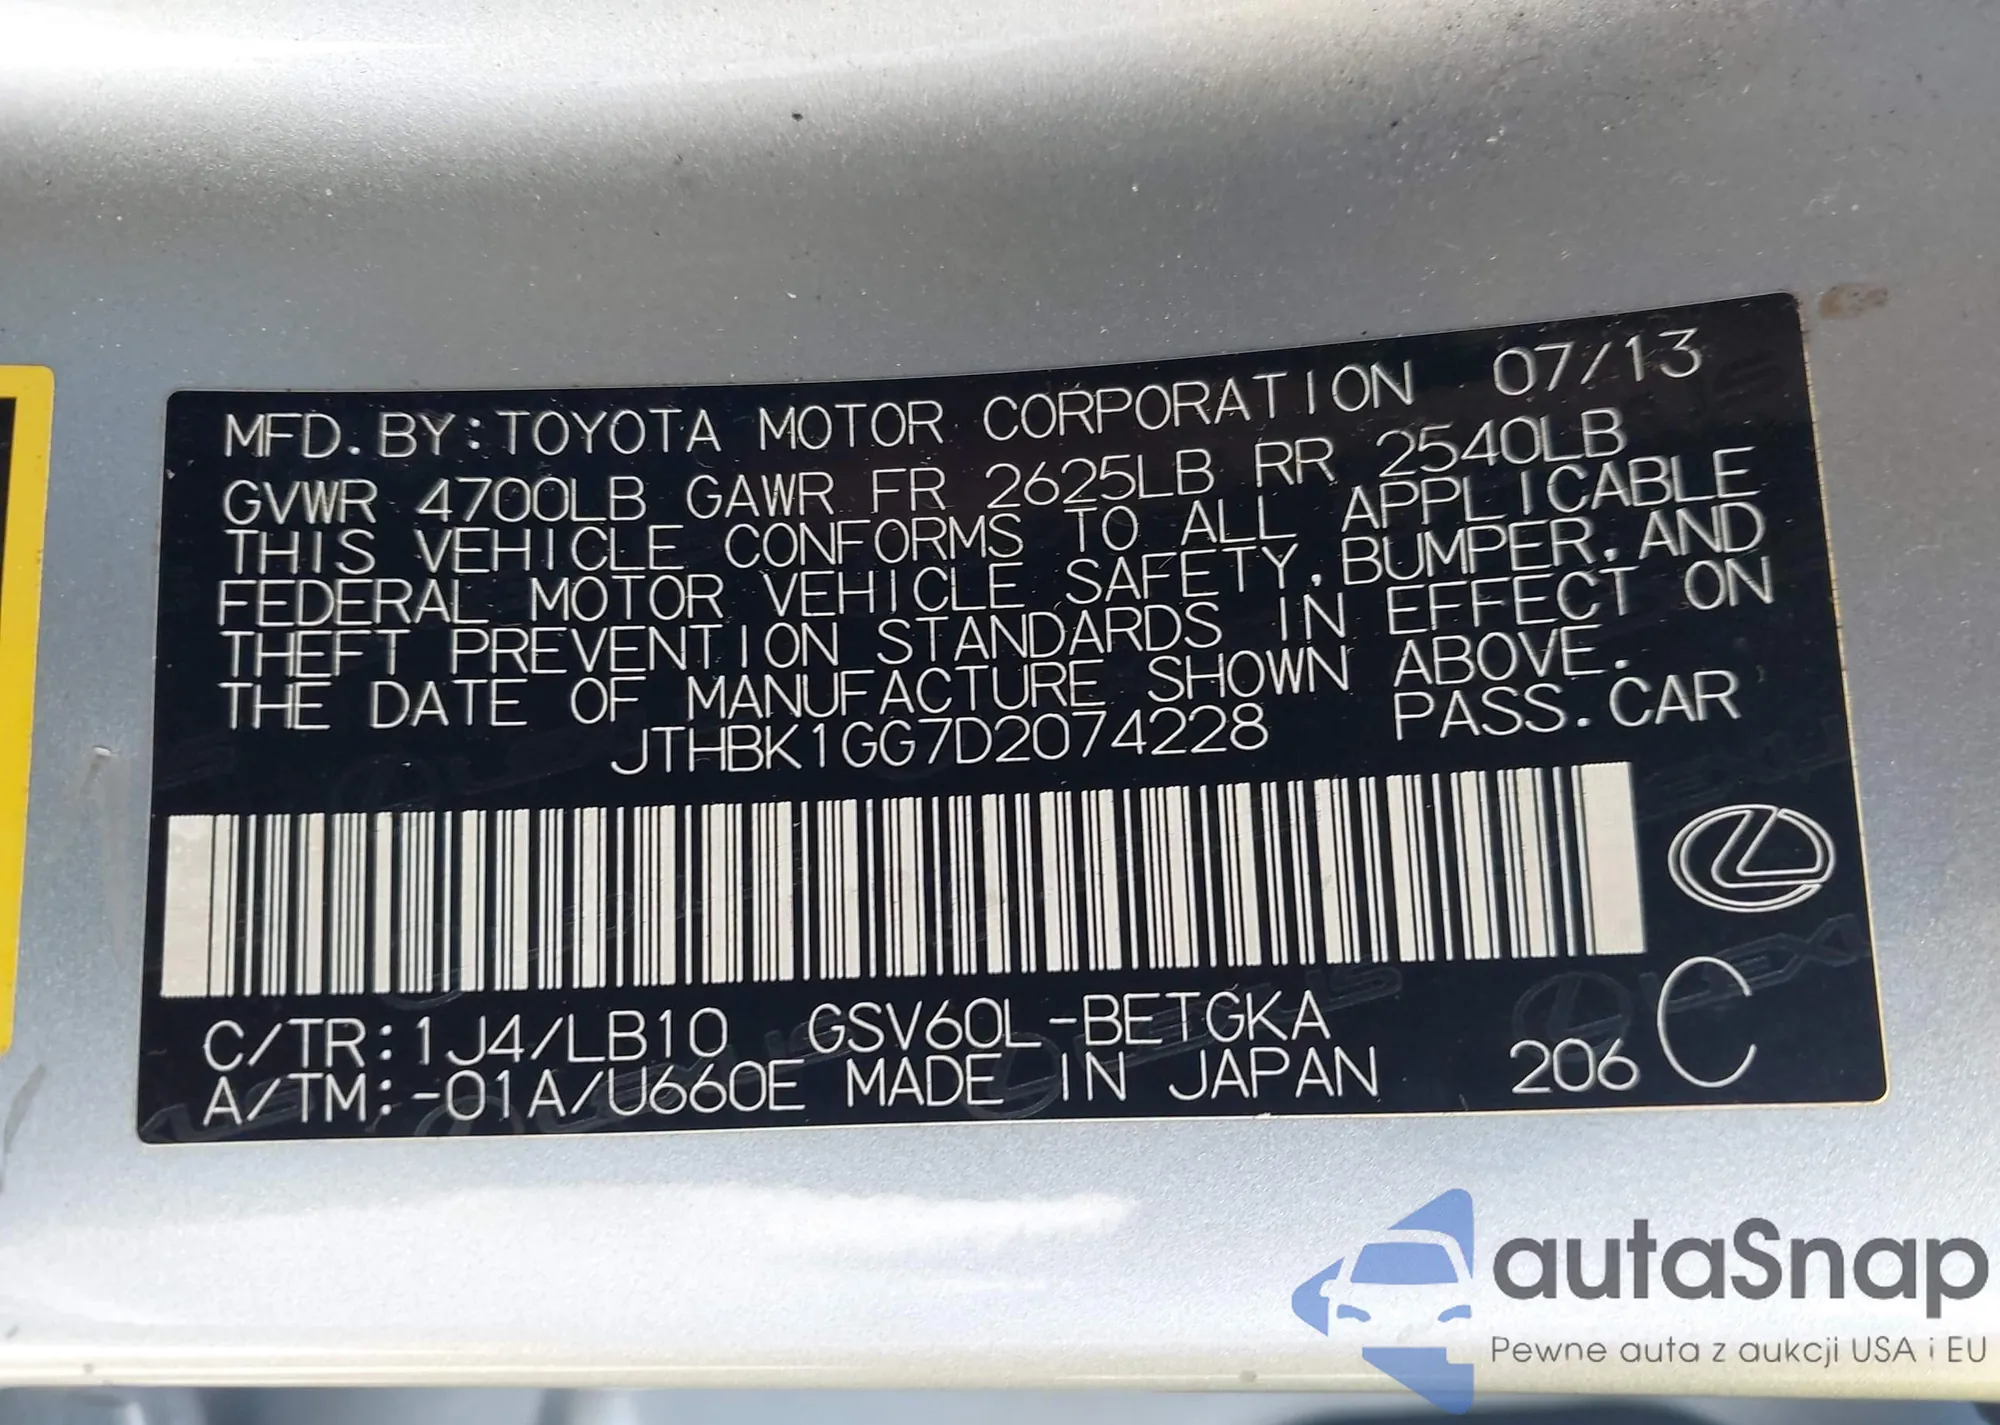 MFD. BY: TOYOTA MOTOR CORPORATION 07/13
GVWR 4700LB GAWR FR 2625LB RR 2540LB
THIS VEHICLE CONFORMS TO ALL APPLICABLE
FEDERAL MOTOR VEHICLE SAFETY, BUMPER, AND
THEFT PREVENTION STANDARDS IN EFFECT ON
THE DATE OF MANUFACTURE SHOWN ABOVE.
JTHBK1GG7D2074228 PASS. CAR
C/TR: 1J4/LB10 GSV60L-BETGKA
A/TM: -01A/U660E MADE IN JAPAN 206 C
autaSnap
Pewne auta z aukcji USA i EU